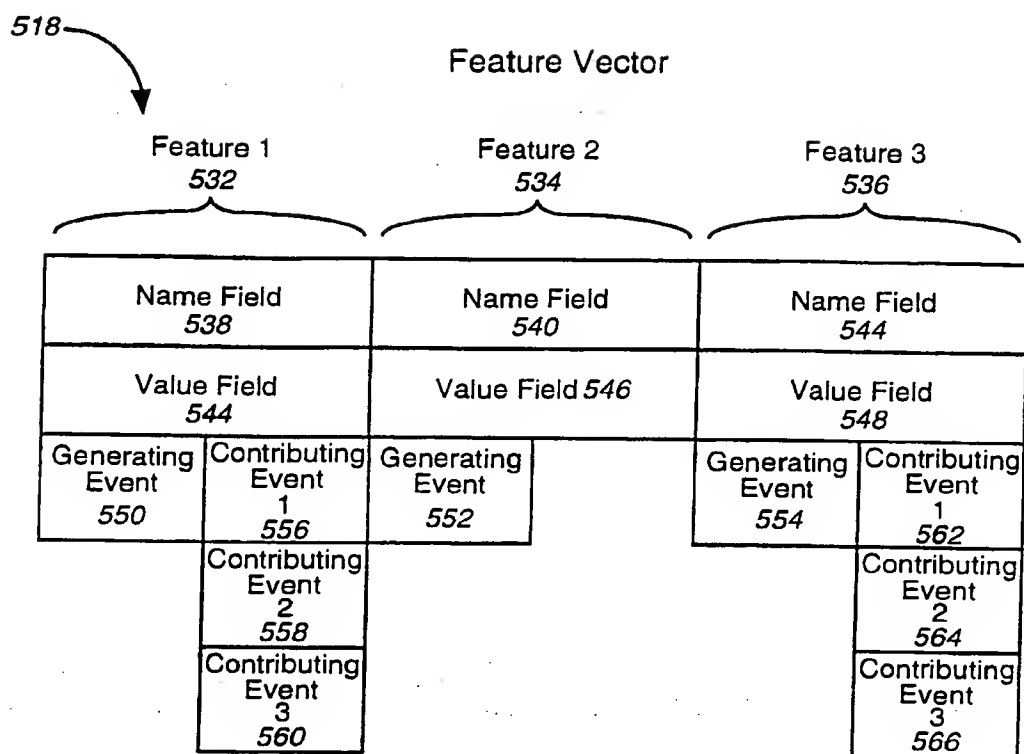 518
Feature Vector
Feature 1
532
Feature 2
534
Feature 3
536
Name Field
538
Name Field
540
Name Field
544
Value Field
544
Value Field 546
Value Field
548
Generating
Event
550
Contributing
Event
1
556
Generating
Event
552
Generating
Event
554
Contributing
Event
1
562
Contributing
Event
2
558
Contributing
Event
2
564
Contributing
Event
3
560
Contributing
Event
3
566